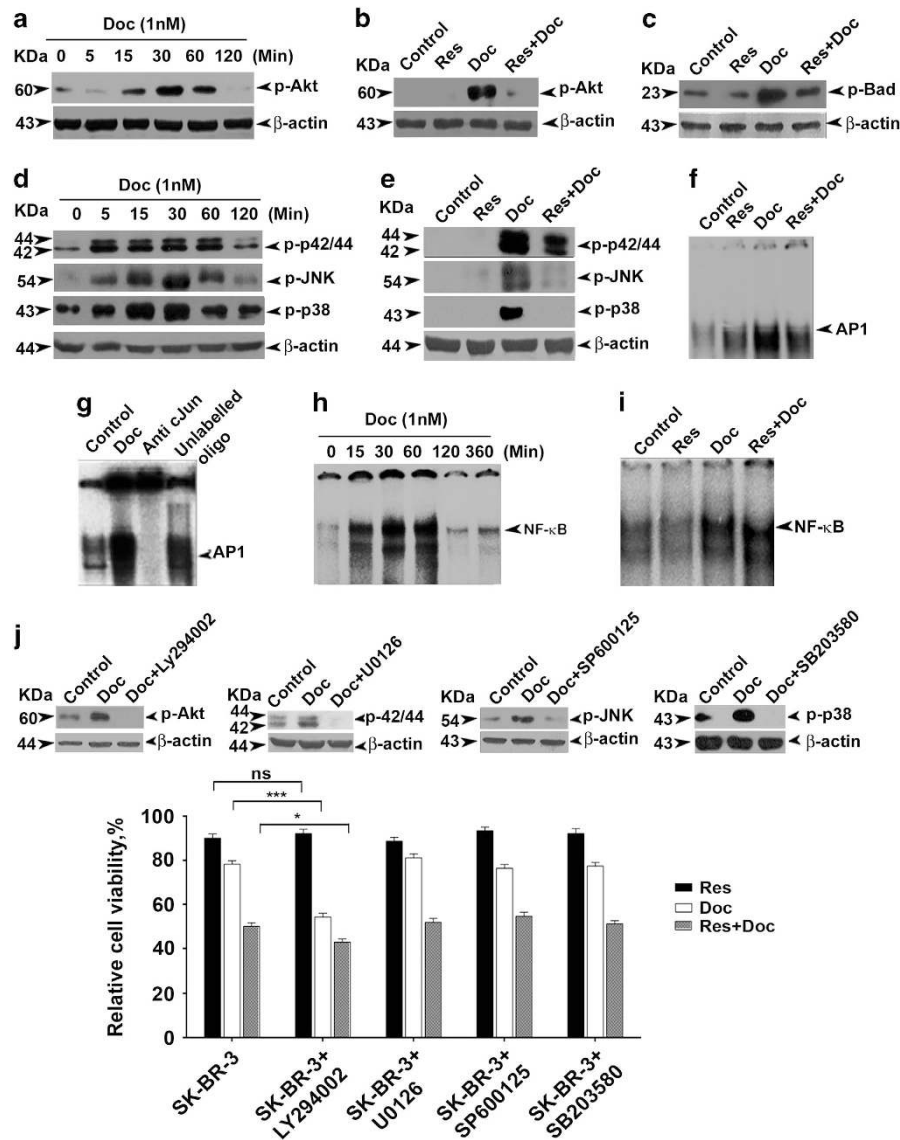 a
Doc (1nM)
KDa 0 5 15 30 60 120 (Min)
60 p-Akt
43 β-actin
b
Control Res Doc Res+Doc
KDa
60 p-Akt
43 β-actin
c
Control Res Doc Res+Doc
KDa
23 p-Bad
43 β-actin
d
Doc (1nM)
KDa 0 5 15 30 60 120 (Min)
44
42 p-p42/44
54 p-JNK
43 p-p38
44 β-actin
e
Control Res Doc Res+Doc
KDa
44
42 p-p42/44
54 p-JNK
43 p-p38
44 β-actin
f
Control Res Doc Res+Doc
AP1
g
Control Doc Anti cJun Unlabelled oligo
AP1
h
Doc (1nM)
0 15 30 60 120 360 (Min)
NF-κB
i
Control Res Doc Res+Doc
NF-κB
j
Control Doc Doc+Ly294002
KDa
60 p-Akt
44 β-actin
Control Doc Doc+U0126
KDa
44
42 p-42/44
44 β-actin
Control Doc Doc+SP600125
KDa
54 p-JNK
43 β-actin
Control Doc Doc+SB203580
KDa
43 p-p38
43 β-actin
ns
***
*
Relative cell viability,%
100
80
60
40
20
0
Res
Doc
Res+Doc
SK-BR-3
SK-BR-3+
LY294002
SK-BR-3+
U0126
SK-BR-3+
SP600125
SK-BR-3+
SB203580